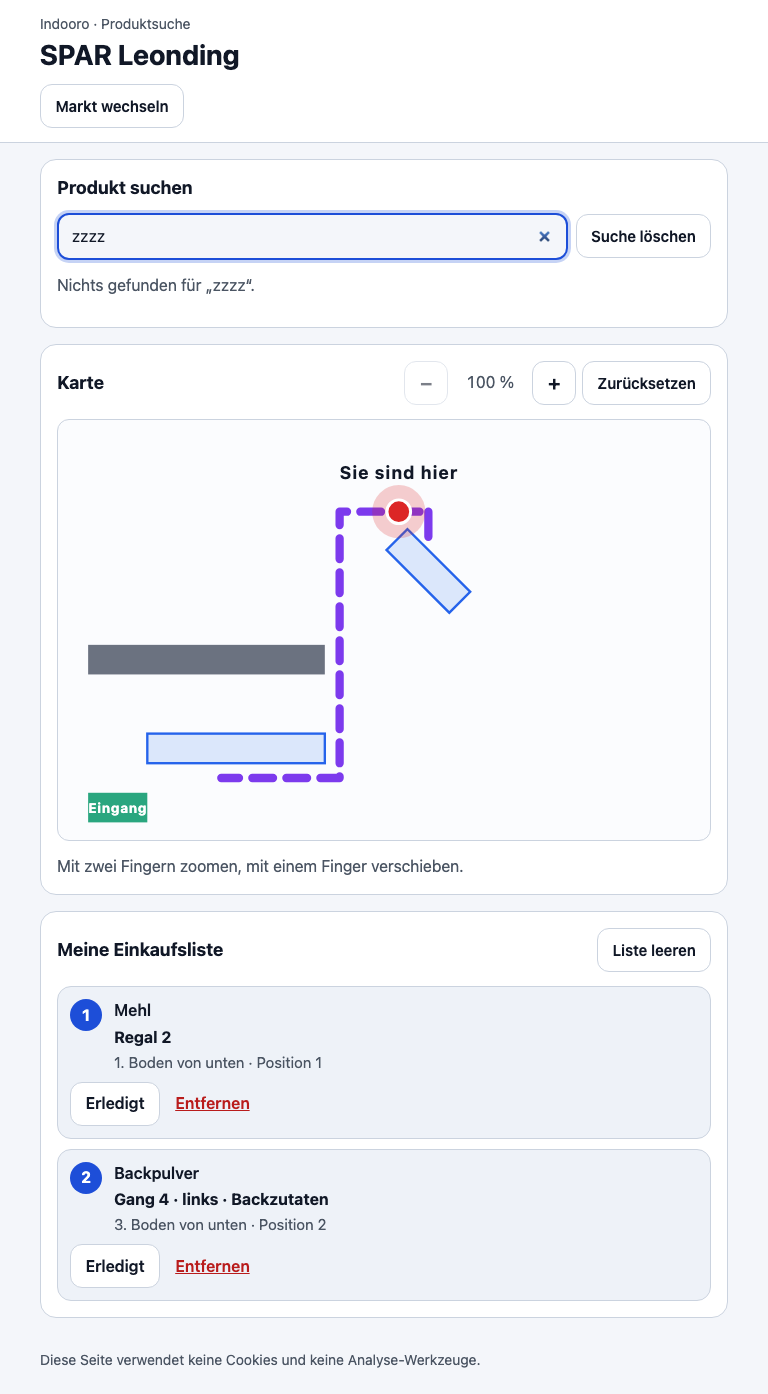 Indooro · Produktsuche
SPAR Leonding
Markt wechseln
Produkt suchen
zzzz
×
Suche löschen
Nichts gefunden für „zzzz“.
Karte
−
100 %
+
Zurücksetzen
Sie sind hier
Eingang
Mit zwei Fingern zoomen, mit einem Finger verschieben.
Meine Einkaufsliste
Liste leeren
1
Mehl
Regal 2
1. Boden von unten · Position 1
Erledigt
Entfernen
2
Backpulver
Gang 4 · links · Backzutaten
3. Boden von unten · Position 2
Erledigt
Entfernen
Diese Seite verwendet keine Cookies und keine Analyse-Werkzeuge.